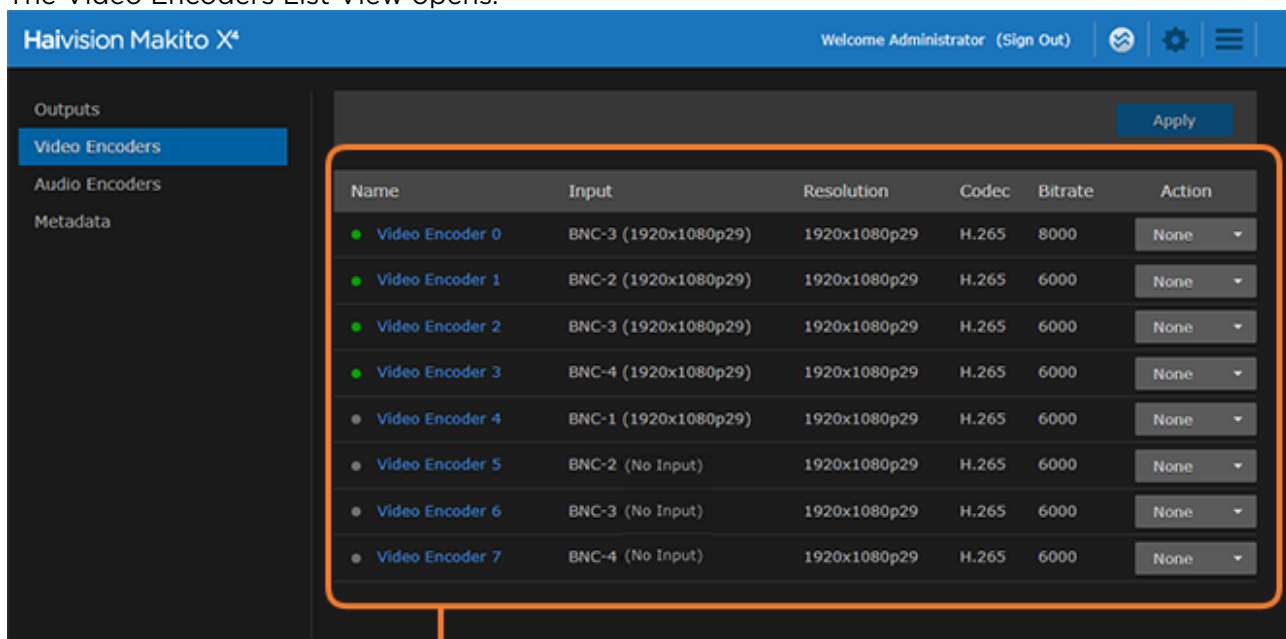 The Video Encoders List View opens.
Haivision Makito X⁴ Welcome Administrator (Sign Out)
Outputs
Apply
Video Encoders
Audio Encoders
Metadata
Name Input Resolution Codec Bitrate Action
Video Encoder 0 BNC-3 (1920x1080p29) 1920x1080p29 H.265 8000 None
Video Encoder 1 BNC-2 (1920x1080p29) 1920x1080p29 H.265 6000 None
Video Encoder 2 BNC-3 (1920x1080p29) 1920x1080p29 H.265 6000 None
Video Encoder 3 BNC-4 (1920x1080p29) 1920x1080p29 H.265 6000 None
Video Encoder 4 BNC-1 (1920x1080p29) 1920x1080p29 H.265 6000 None
Video Encoder 5 BNC-2 (No Input) 1920x1080p29 H.265 6000 None
Video Encoder 6 BNC-3 (No Input) 1920x1080p29 H.265 6000 None
Video Encoder 7 BNC-4 (No Input) 1920x1080p29 H.265 6000 None